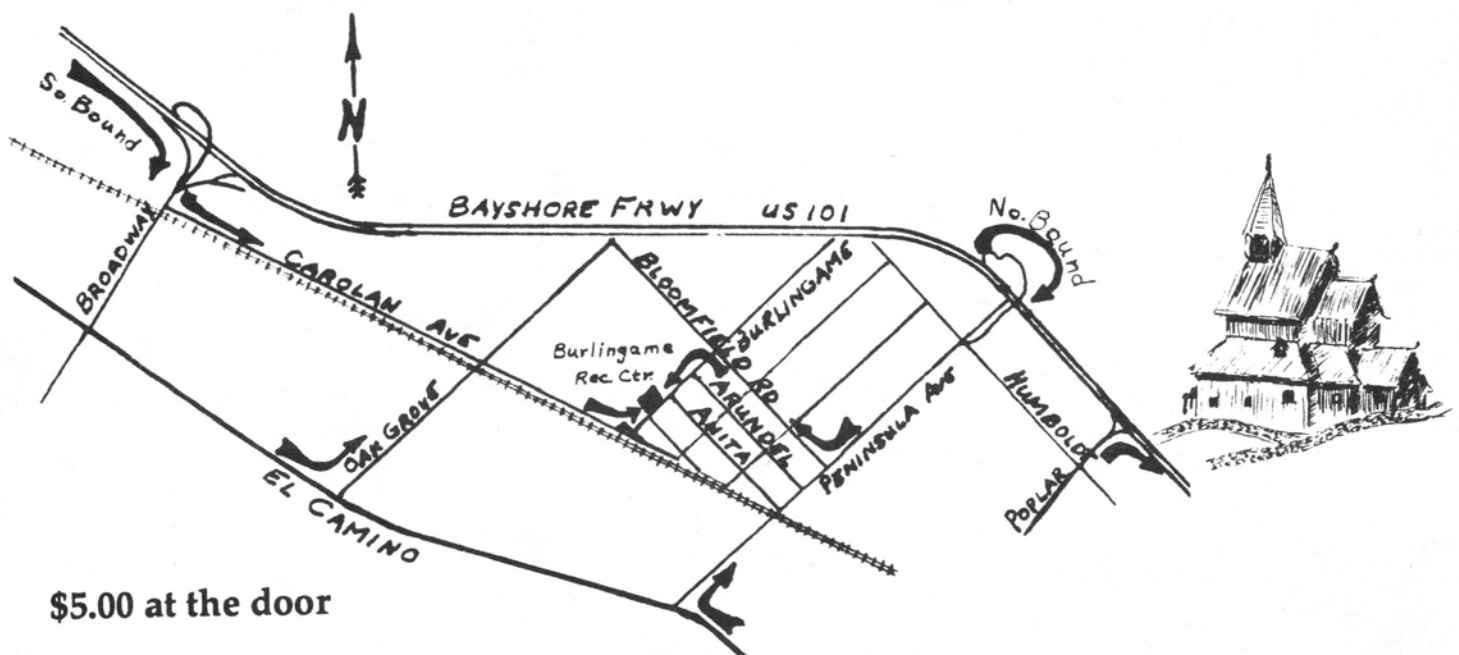 So. Bound
N
BAYSHORE FRWY US 101
No. Bound
BROADWAY
CAROLAN AVE
BLOOMFIELD RD
BURLINGAME
Burlingame
Rec. Ctr.
ARUNDEL
ANITA
OAK GROVE
PENINSULA AVE
HUMBOLDT
POPLAR
EL CAMINO
$5.00 at the door